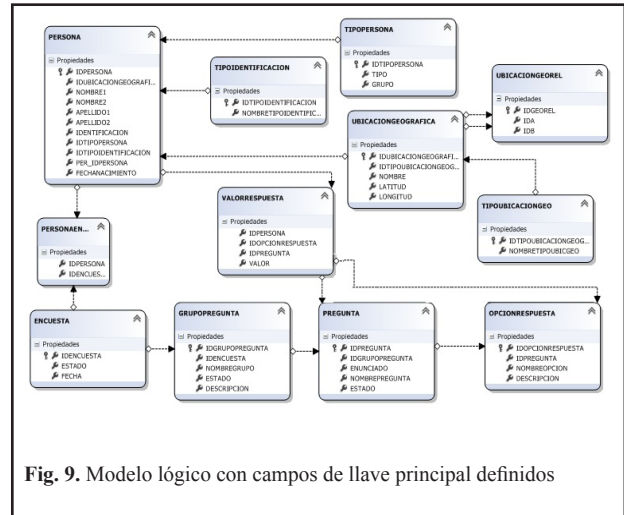 PERSONA
Propiedades
IDPERSONA
IDUBICACIONGEOGRAFI...
NOMBRE1
NOMBRE2
APELLIDO1
APELLIDO2
IDENTIFICACION
IDTIPOPERSONA
IDTIPOIDENTIFICACION
PER_IDPERSONA
FECHANACIMIENTO
TIPOIDENTIFICACION
Propiedades
IDTIPOIDENTIFICACION
NOMBRETIPOIDENTIFIC...
TIPOPERSONA
Propiedades
IDTIPOPERSONA
TIPO
GRUPO
UBICACIONGEOREL
Propiedades
IDGEOREL
IDA
IDB
UBICACIONGEOGRAFICA
Propiedades
IDUBICACIONGEOGRAFI...
IDTIPOUBICACIONGEOG...
NOMBRE
LATITUD
LONGITUD
TIPOUBICACIONGEO
Propiedades
IDTIPOUBICACIONGEOG...
NOMBRETIPOUBICGEO
VALORRESPUESTA
Propiedades
IDPERSONA
IDOPCIONRESPUESTA
IDPREGUNTA
VALOR
PERSONAEN...
Propiedades
IDPERSONA
IDENCUES...
ENCUESTA
Propiedades
IDENCUESTA
ESTADO
FECHA
GRUPOPREGUNTA
Propiedades
IDGRUPOPREGUNTA
IDENCUESTA
NOMBREGRUPO
ESTADO
DESCRIPCION
PREGUNTA
Propiedades
IDPREGUNTA
IDGRUPOPREGUNTA
ENUNCIADO
NOMBREPREGUNTA
ESTADO
OPCIONRESPUESTA
Propiedades
IDOPCIONRESPUESTA
IDPREGUNTA
NOMBREOPCION
DESCRIPCION
Fig. 9. Modelo lógico con campos de llave principal definidos